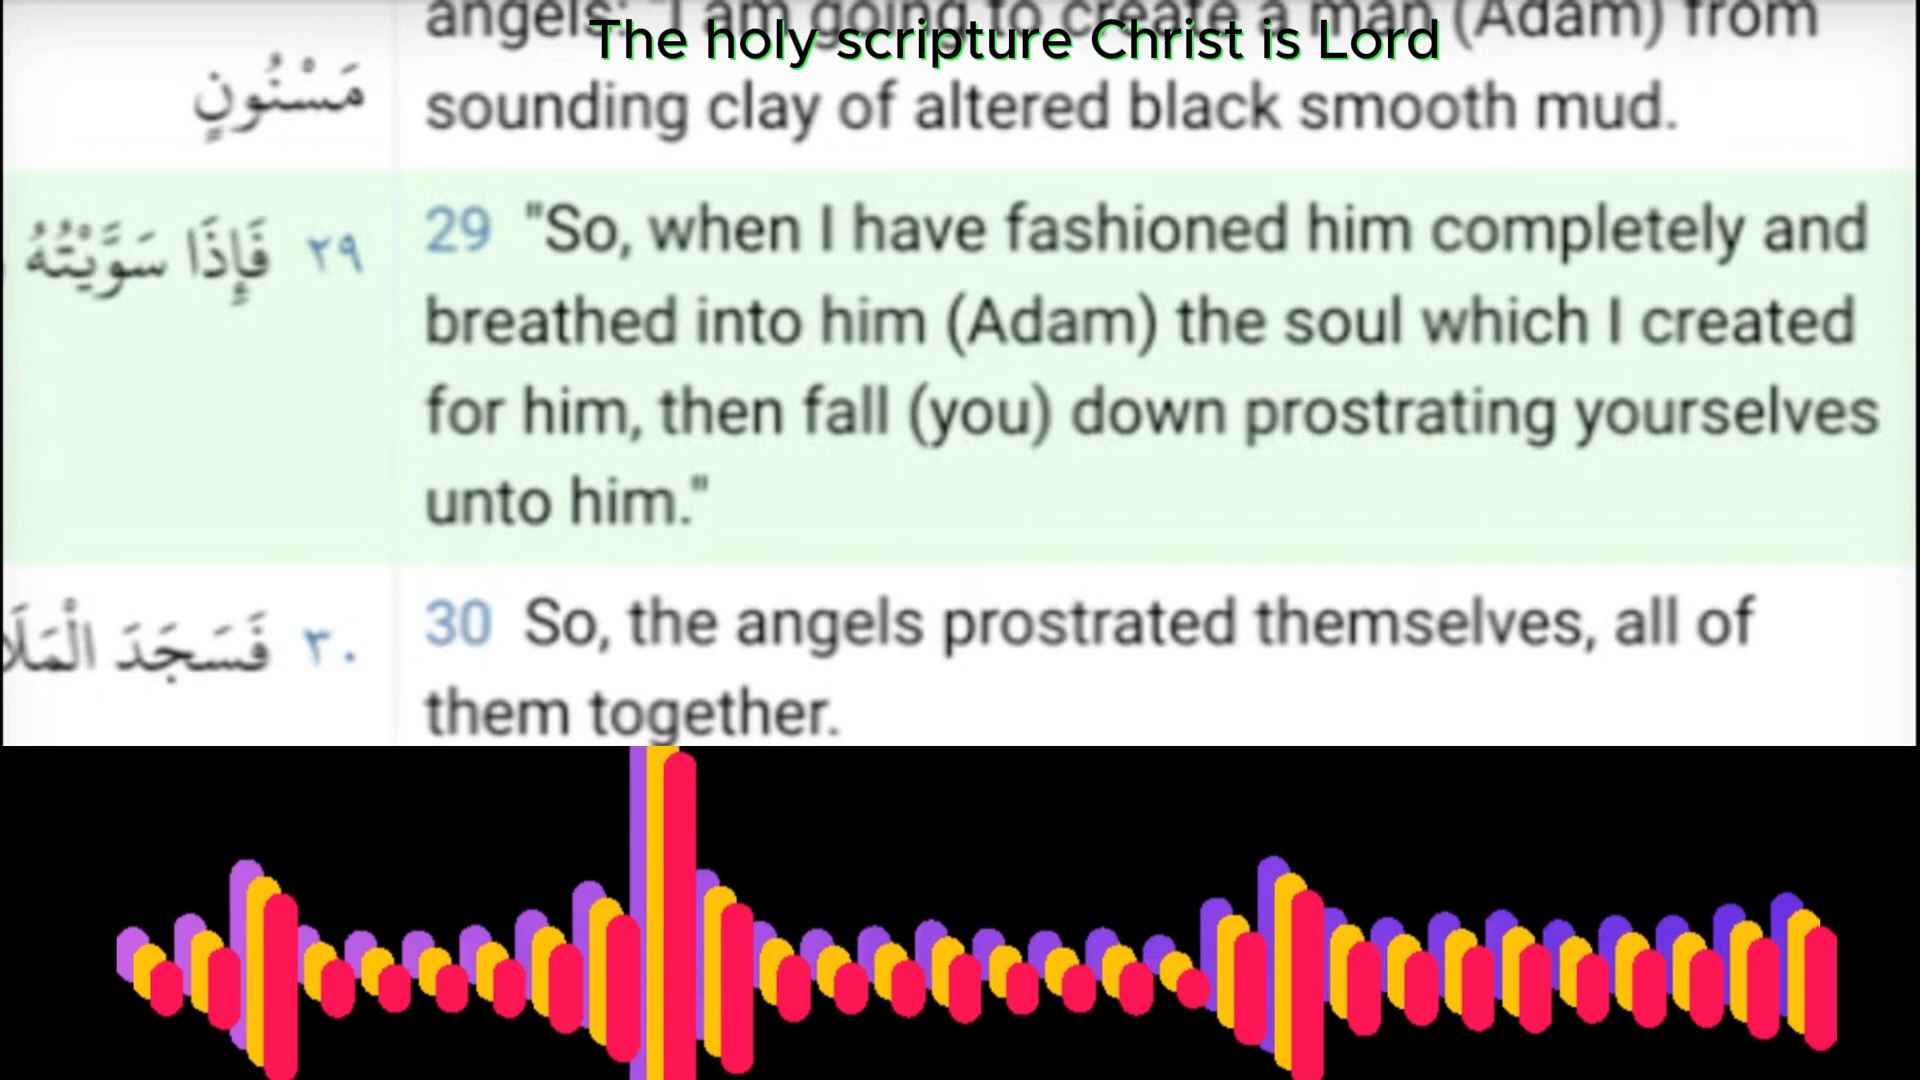 The holy scripture Christ is Lord
angels: "I am going to create a man (Adam) from
sounding clay of altered black smooth mud.
مَسْنُونٍ
29 "So, when I have fashioned him completely and
breathed into him (Adam) the soul which I created
for him, then fall (you) down prostrating yourselves
unto him."
٢٩ فَإِذَا سَوَّيْتُهُ
30 So, the angels prostrated themselves, all of
them together.
٣٠ فَسَجَدَ